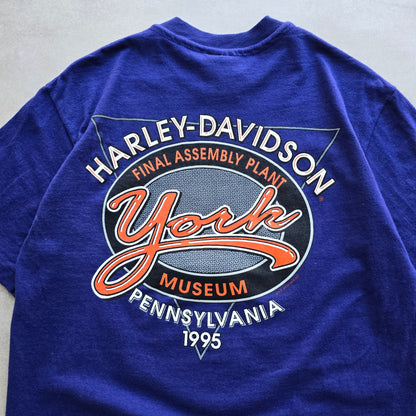 HARLEY-DAVIDSON
FINAL ASSEMBLY PLANT
York
MUSEUM
PENNSYLVANIA
1995